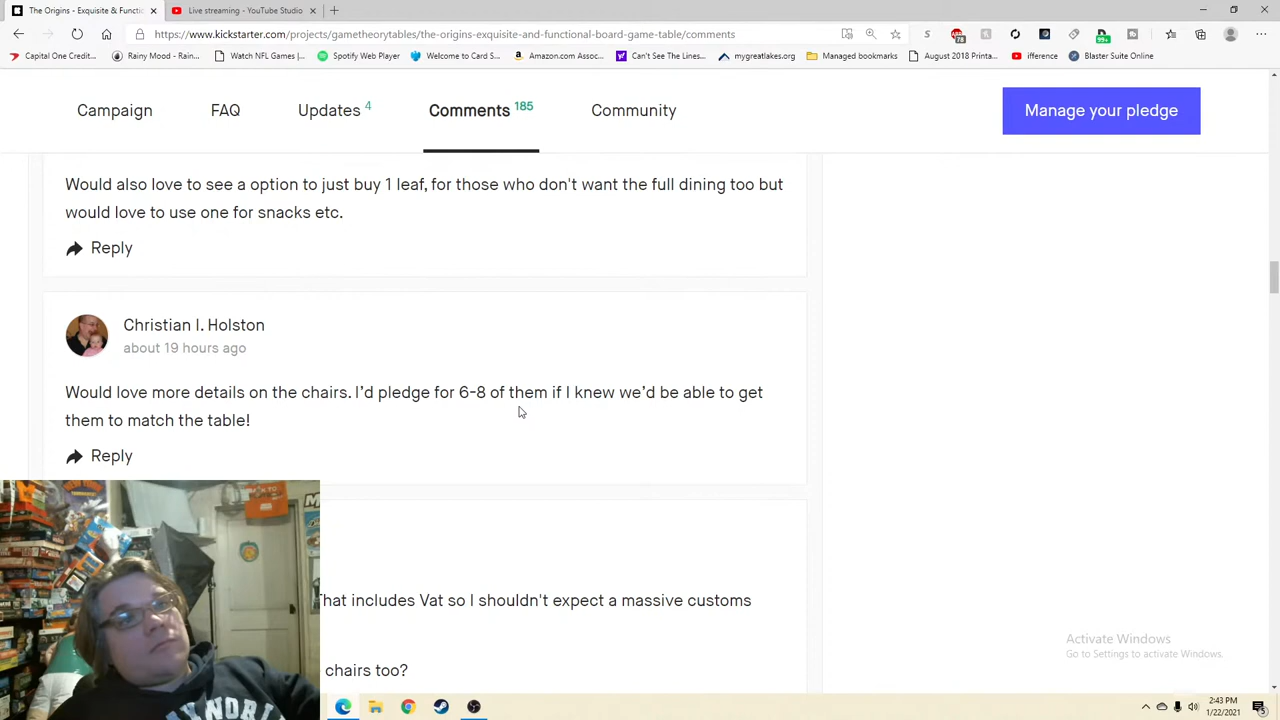 The Origins - Exquisite & Functi
Live streaming - YouTube Studio
https://www.kickstarter.com/projects/gametheorytables/the-origins-exquisite-and-functional-board-game-table/comments
Capital One Credit...
Rainy Mood - Rain...
Watch NFL Games |...
Spotify Web Playe...
Welcome to Card S...
Amazon.com Assoc...
Can't See The Lines...
mygreatlakes.org
Managed bookmarks
August 2018 Printa...
ifference
Blaster Suite Online
Campaign
FAQ
Updates 4
Comments 185
Community
Manage your pledge
Would also love to see a option to just buy 1 leaf, for those who don't want the full dining too but
would love to use one for snacks etc.
Reply
Christian I. Holston
about 19 hours ago
Would love more details on the chairs. I'd pledge for 6-8 of them if I knew we'd be able to get
them to match the table!
Reply
That includes Vat so I shouldn't expect a massive customs
chairs too?
Activate Windows
Go to Settings to activate Windows.
2:43 PM
1/22/2021